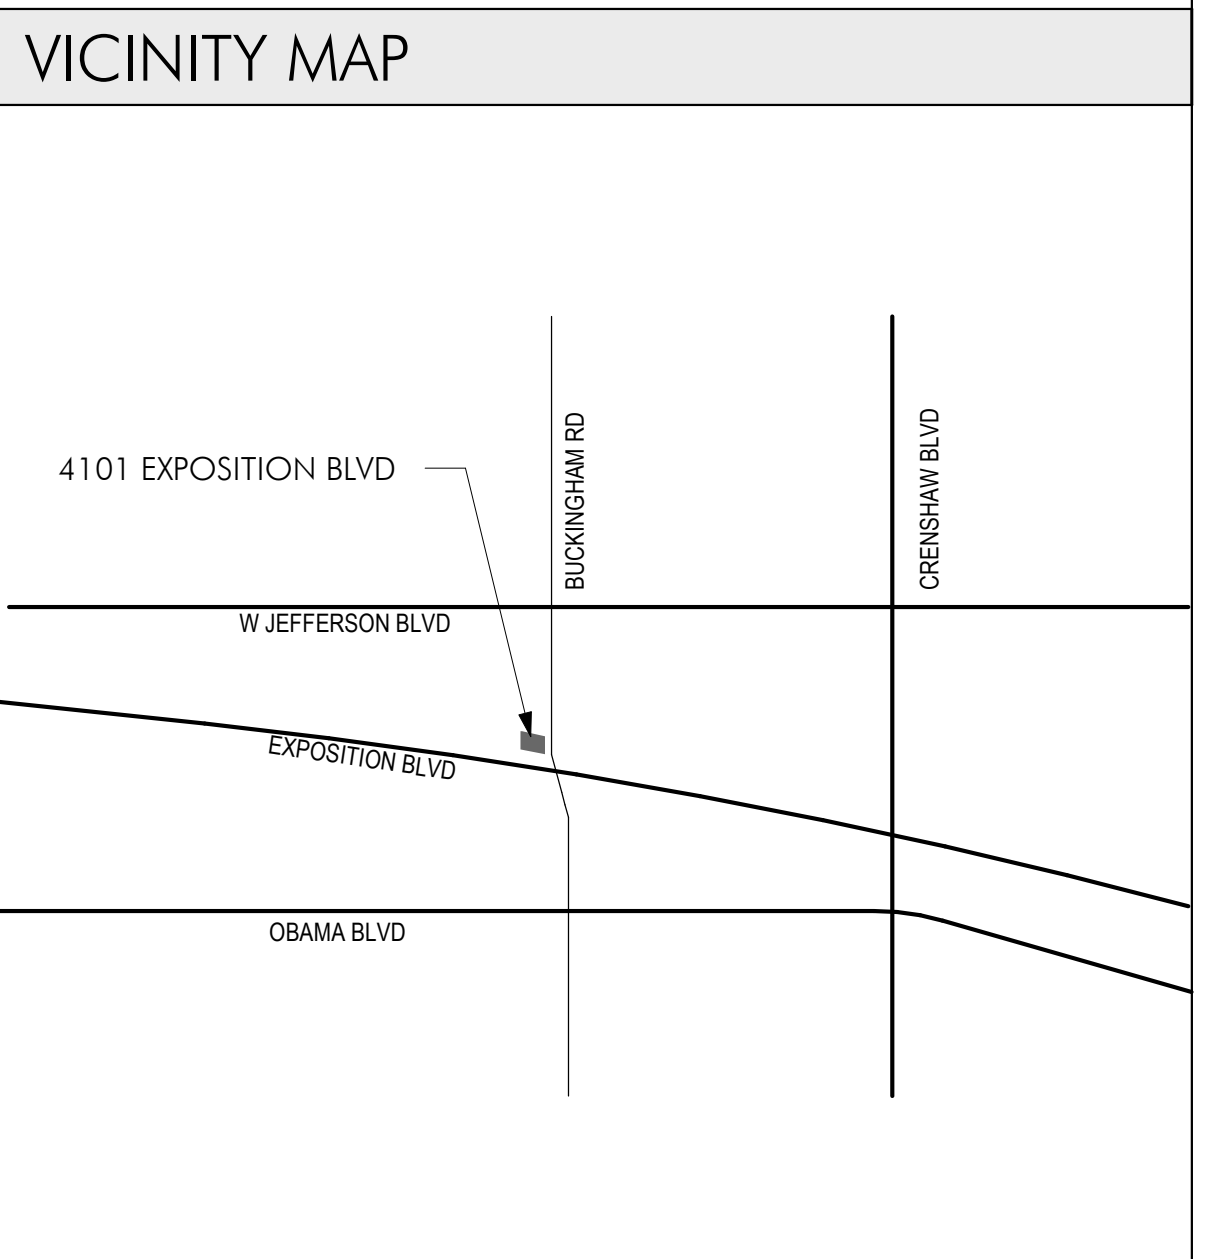 VICINITY MAP
BUCKINGHAM RD
CRENSHAW BLVD
4101 EXPOSITION BLVD
W JEFFERSON BLVD
EXPOSITION BLVD
OBAMA BLVD